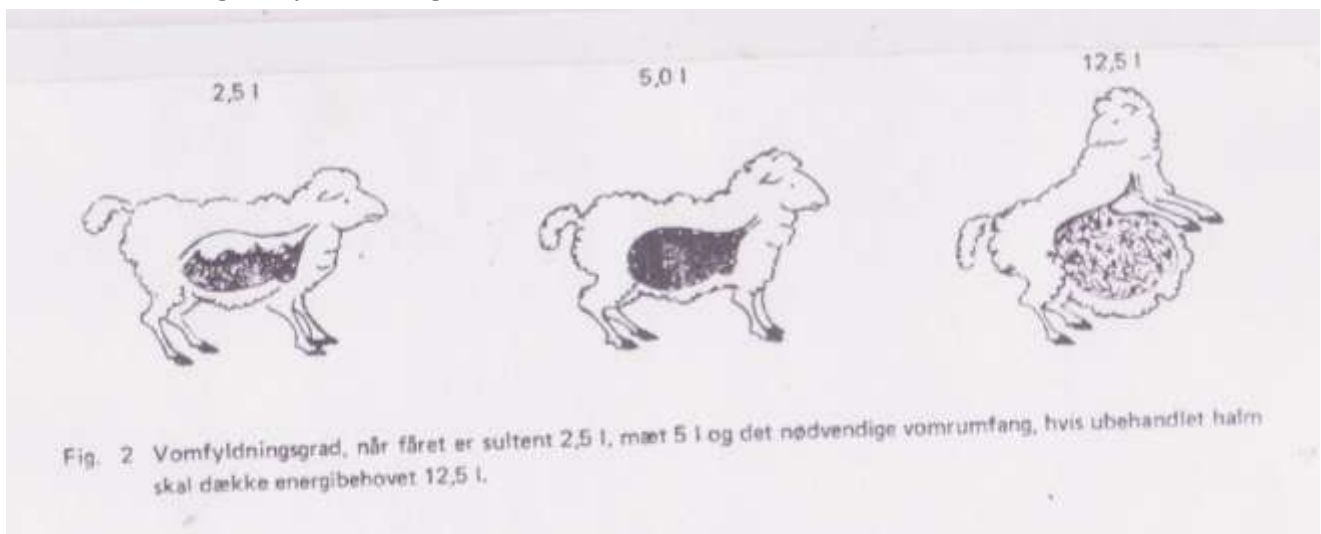 2,5 l
5,0 l
12,5 l
Fig. 2 Vomfyldningsgrad, når fåret er sultent 2,5 l, mæt 5 l og det nødvendige vomrumfang, hvis ubehandlet halm
skal dække energibehovet 12,5 l.